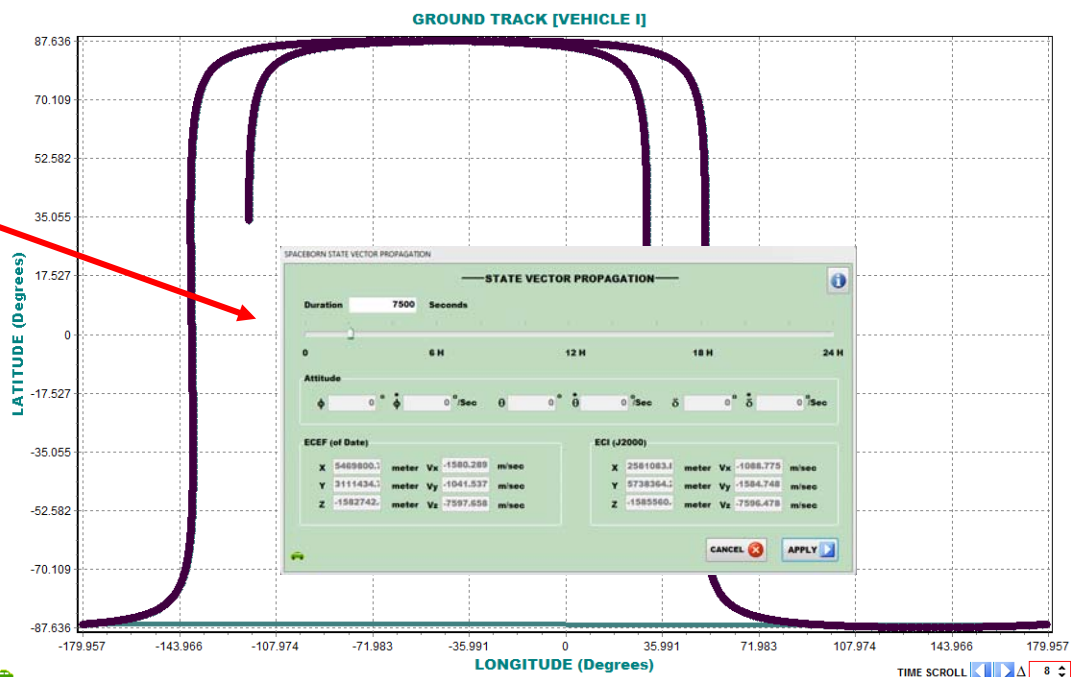 GROUND TRACK [VEHICLE I]
87.636
70.109
52.582
35.055
17.527
0
-17.527
-35.055
-52.582
-70.109
-87.636
LATITUDE (Degrees)
SPACEBORN STATE VECTOR PROPAGATION
STATE VECTOR PROPAGATION
Duration 7500 Seconds
0 6 H 12 H 18 H 24 H
Attitude
ϕ 0 ° ϕ̇ 0 °/Sec θ 0 ° θ̇ 0 °/Sec δ 0 ° δ̇ 0 °/Sec
ECEF (of Date) ECI (J2000)
X 5469800. meter Vx -1580.289 m/sec X 2581083. meter Vx -1088.775 m/sec
Y 3111434. meter Vy -1041.537 m/sec Y 5738364. meter Vy -1584.748 m/sec
Z -1582742. meter Vz -7597.658 m/sec Z -1585560. meter Vz -7596.478 m/sec
CANCEL APPLY
-179.957 -143.966 -107.974 -71.983 -35.991 0 35.991 71.983 107.974 143.966 179.957
LONGITUDE (Degrees)
TIME SCROLL Δ 8